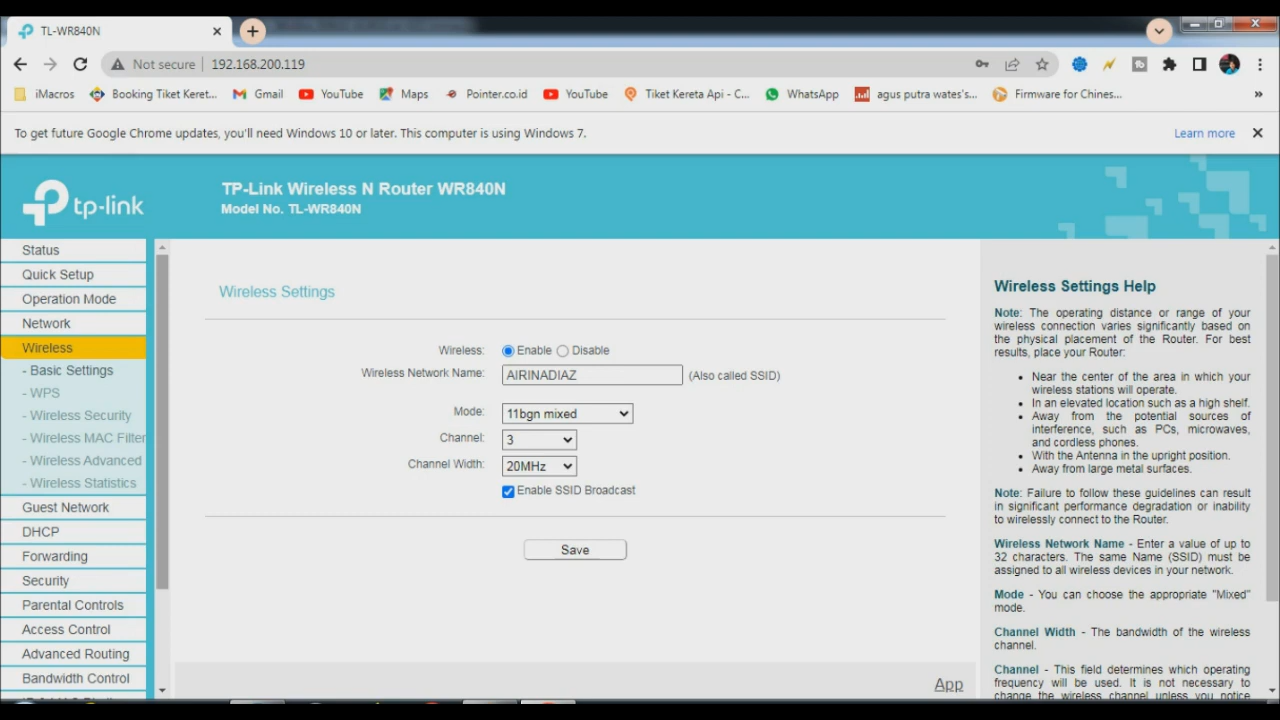 TL-WR840N
Not secure
192.168.200.119
iMacros
Booking Tiket Keret...
Gmail
YouTube
Maps
Pointer.co.id
YouTube
Tiket Kereta Api - C...
WhatsApp
agus putra wates's...
Firmware for Chines...
»
To get future Google Chrome updates, you'll need Windows 10 or later. This computer is using Windows 7.
Learn more
tp-link
TP-Link Wireless N Router WR840N
Model No. TL-WR840N
Status
Quick Setup
Operation Mode
Network
Wireless
- Basic Settings
- WPS
- Wireless Security
- Wireless MAC Filter
- Wireless Advanced
- Wireless Statistics
Guest Network
DHCP
Forwarding
Security
Parental Controls
Access Control
Advanced Routing
Bandwidth Control
Wireless Settings
Wireless: Enable Disable
Wireless Network Name: AIRINADIAZ (Also called SSID)
Mode: 11bgn mixed
Channel: 3
Channel Width: 20MHz
Enable SSID Broadcast
Save
App
Wireless Settings Help
Note: The operating distance or range of your
wireless connection varies significantly based on
the physical placement of the Router. For best
results, place your Router:
• Near the center of the area in which your
wireless stations will operate.
• In an elevated location such as a high shelf.
• Away from the potential sources of
interference, such as PCs, microwaves,
and cordless phones.
• With the Antenna in the upright position.
• Away from large metal surfaces.
Note: Failure to follow these guidelines can result
in significant performance degradation or inability
to wirelessly connect to the Router.
Wireless Network Name - Enter a value of up to
32 characters. The same Name (SSID) must be
assigned to all wireless devices in your network.
Mode - You can choose the appropriate "Mixed"
mode.
Channel Width - The bandwidth of the wireless
channel.
Channel - This field determines which operating
frequency will be used. It is not necessary to
change the wireless channel unless you notice